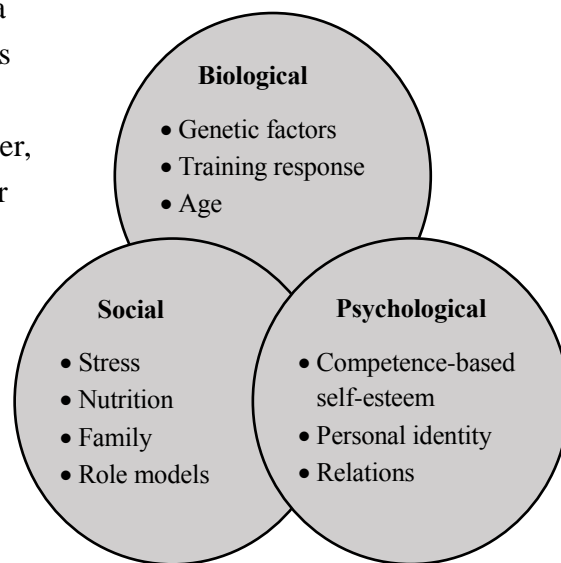 a
s
er,
r
Biological
• Genetic factors
• Training response
• Age
Social
• Stress
• Nutrition
• Family
• Role models
Psychological
• Competence-based
self-esteem
• Personal identity
• Relations